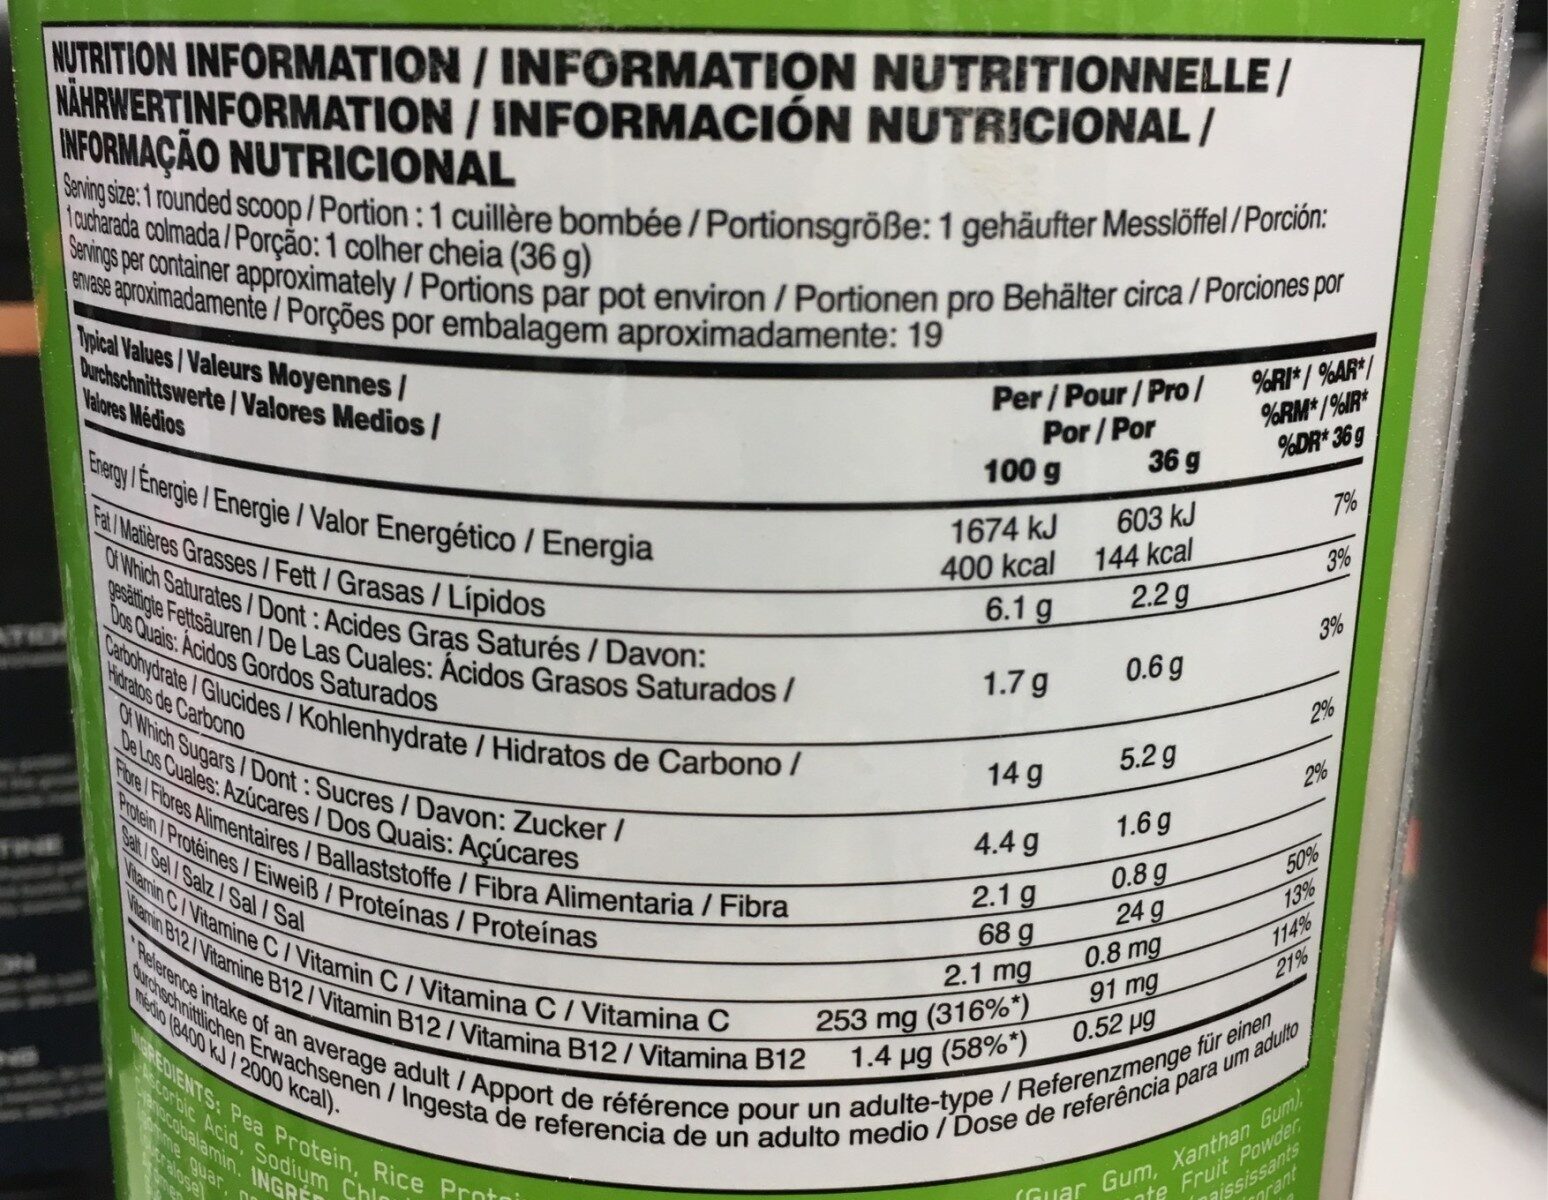 NUTRITION INFORMATION / INFORMATION NUTRITIONNELLE /
NÄHRWERTINFORMATION / INFORMACIÓN NUTRICIONAL /
INFORMAÇÃO NUTRICIONAL
Serving size: 1 rounded scoop / Portion : 1 cuillère bombée / Portionsgröße: 1 gehäufter Messlöffel / Porción:
1 cucharada colmada / Porção: 1 colher cheia (36 g)
Servings per container approximately / Portions par pot environ / Portionen pro Behälter circa / Porciones por
envase aproximadamente / Porções por embalagem aproximadamente: 19
Typical Values / Valeurs Moyennes /
Durchschnittswerte / Valores Medios /
Valores Médios
Per / Pour / Pro /
Por / Por
100 g 36 g
%RI* / %AR* /
%RM* / %IR*
%DR* 36 g
Energy / Énergie / Energie / Valor Energético / Energia 1674 kJ 603 kJ 7%
400 kcal 144 kcal
Fat / Matières Grasses / Fett / Grasas / Lípidos 6.1 g 2.2 g 3%
Of Which Saturates / Dont : Acides Gras Saturés / Davon:
gesättigte Fettsäuren / De Las Cuales: Ácidos Grasos Saturados / 1.7 g 0.6 g 3%
Dos Quais: Ácidos Gordos Saturados
Carbohydrate / Glucides / Kohlenhydrate / Hidratos de Carbono / 14 g 5.2 g 2%
Hidratos de Carbono
Of Which Sugars / Dont : Sucres / Davon: Zucker / 4.4 g 1.6 g 2%
De Los Cuales: Azúcares / Dos Quais: Açúcares
Fibre / Fibres Alimentaires / Ballaststoffe / Fibra Alimentaria / Fibra 2.1 g 0.8 g
Protein / Protéines / Eiweiß / Proteínas / Proteínas 68 g 24 g 50%
Salt / Sel / Salz / Sal / Sal 2.1 mg 0.8 mg 13%
Vitamin C / Vitamine C / Vitamin C / Vitamina C / Vitamina C 253 mg (316%*) 91 mg 114%
Vitamin B12 / Vitamine B12 / Vitamin B12 / Vitamina B12 / Vitamina B12 1.4 µg (58%*) 0.52 µg 21%
* Reference intake of an average adult / Apport de référence pour un adulte-type / Referenzmenge für einen
durchschnittlichen Erwachsenen / Ingesta de referencia de un adulto medio / Dose de referência para um adulto
médio (8400 kJ / 2000 kcal).
INGREDIENTS: Pea Protein, Rice (Guar Gum, Xanthan Gum),
Ascorbic Acid, Sodium Fruit Powder,
guar,